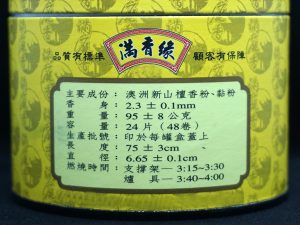 滿香緣
品質有標準
顧客有保障
主要成份：澳洲新山檀香粉、黏粉
香身：2.3 ± 0.1mm
重量：95 ± 8 公克
容量：24 片 (48卷)
生產批號：印於每罐盒蓋上
長度：75 ± 3cm
直徑：6.65 ± 0.1cm
燃燒時間：支撐架—3:15~3:30
爐具—3:40~4:00